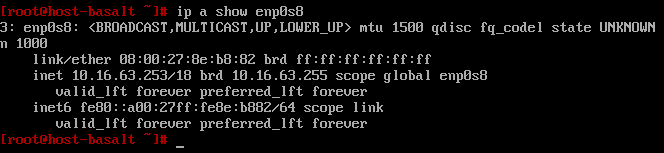 [root@host-basalt ~]# ip a show enp0s8
3: enp0s8: <BROADCAST,MULTICAST,UP,LOWER_UP> mtu 1500 qdisc fq_codel state UNKNOWN
n 1000
    link/ether 08:00:27:8e:b8:82 brd ff:ff:ff:ff:ff:ff
    inet 10.16.63.253/18 brd 10.16.63.255 scope global enp0s8
       valid_lft forever preferred_lft forever
    inet6 fe80::a00:27ff:fe8e:b882/64 scope link
       valid_lft forever preferred_lft forever
[root@host-basalt ~]# _